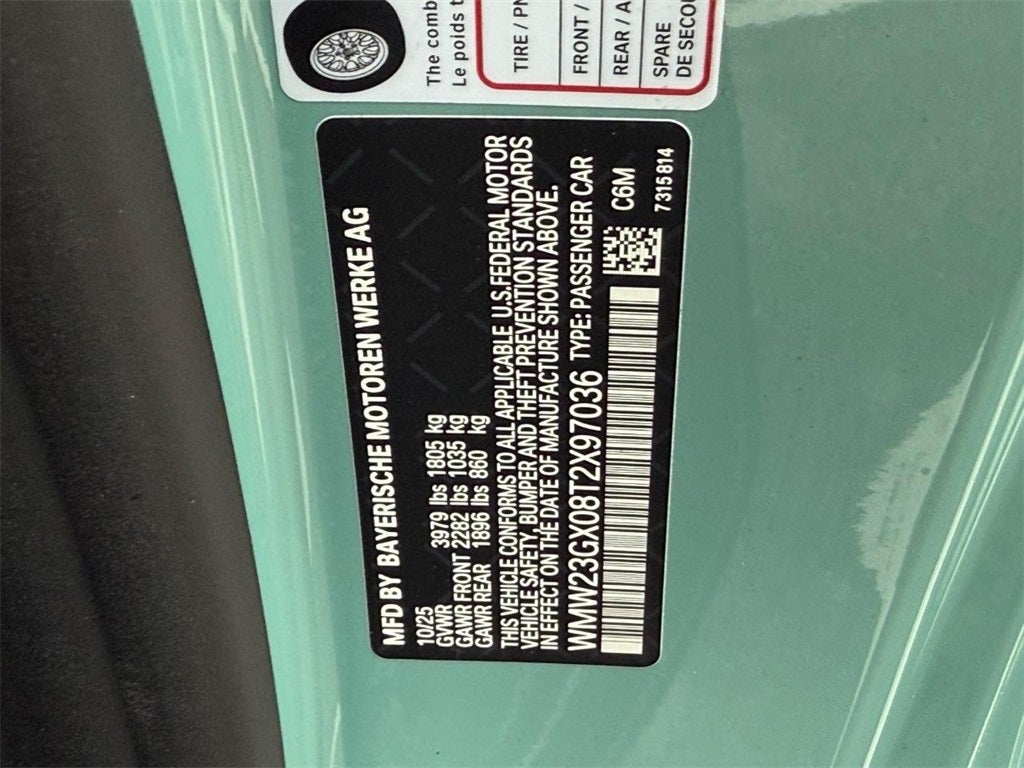 The comb
Le poids t
TIRE / PN
FRONT /
REAR / A
SPARE
DE SECOU
MFD BY BAYERISCHE MOTOREN WERKE AG
10/25
GVWR 3979 lbs 1805 kg
GAWR FRONT 2282 lbs 1035 kg
GAWR REAR 1896 lbs 860 kg
THIS VEHICLE CONFORMS TO ALL APPLICABLE U.S.FEDERAL MOTOR
VEHICLE SAFETY, BUMPER AND THEFT PREVENTION STANDARDS
IN EFFECT ON THE DATE OF MANUFACTURE SHOWN ABOVE.
WMW23GX08T2X97036 TYPE: PASSENGER CAR
C6M
7315814